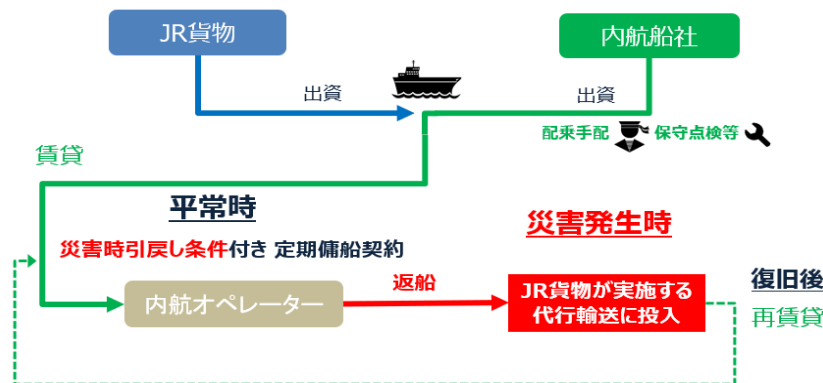 JR貨物
内航船社
出資
出資
配乗手配
保守点検等
賃貸
平常時
災害発生時
災害時引戻し条件付き 定期傭船契約
内航オペレーター
返船
JR貨物が実施する
代行輸送に投入
復旧後
再賃貸